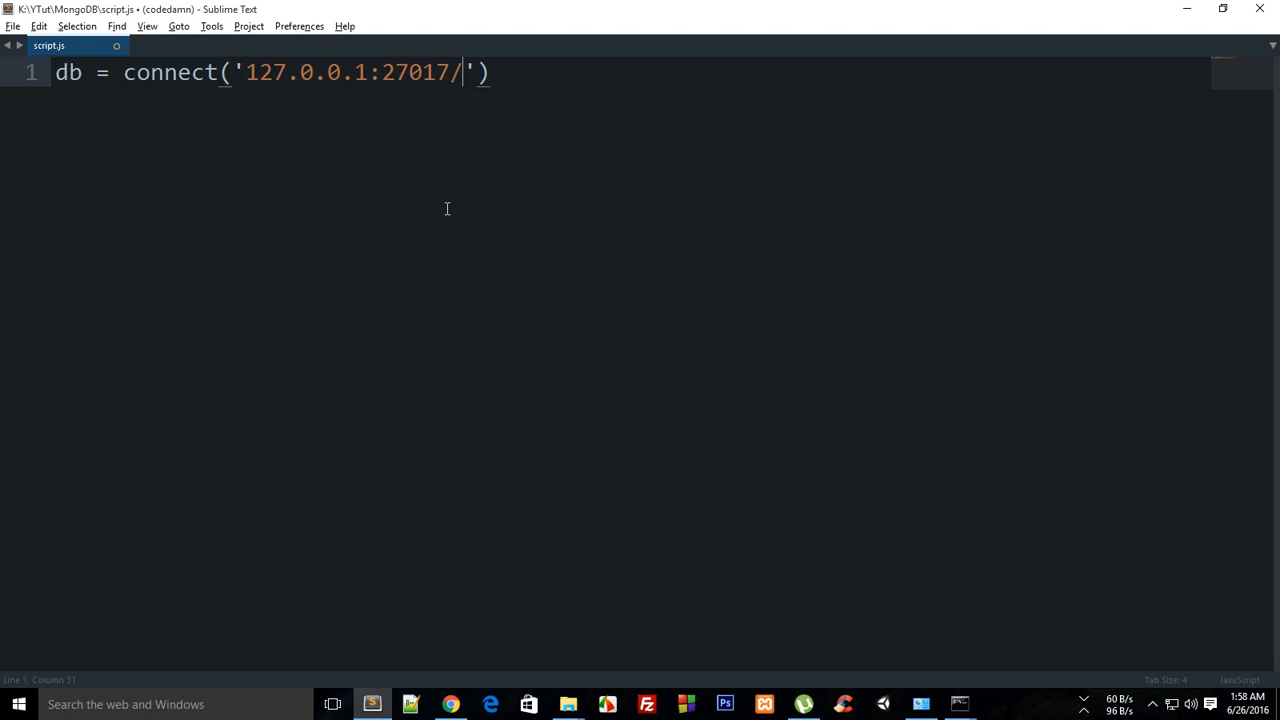 K:\YTut\MongoDB\script.js • (codedamn) - Sublime Text
File Edit Selection Find View Goto Tools Project Preferences Help
script.js
1 db = connect('127.0.0.1:27017/')
Line 1, Column 31 Tab Size: 4 JavaScript
Search the web and Windows
60 B/s
96 B/s
1:58 AM
6/26/2016